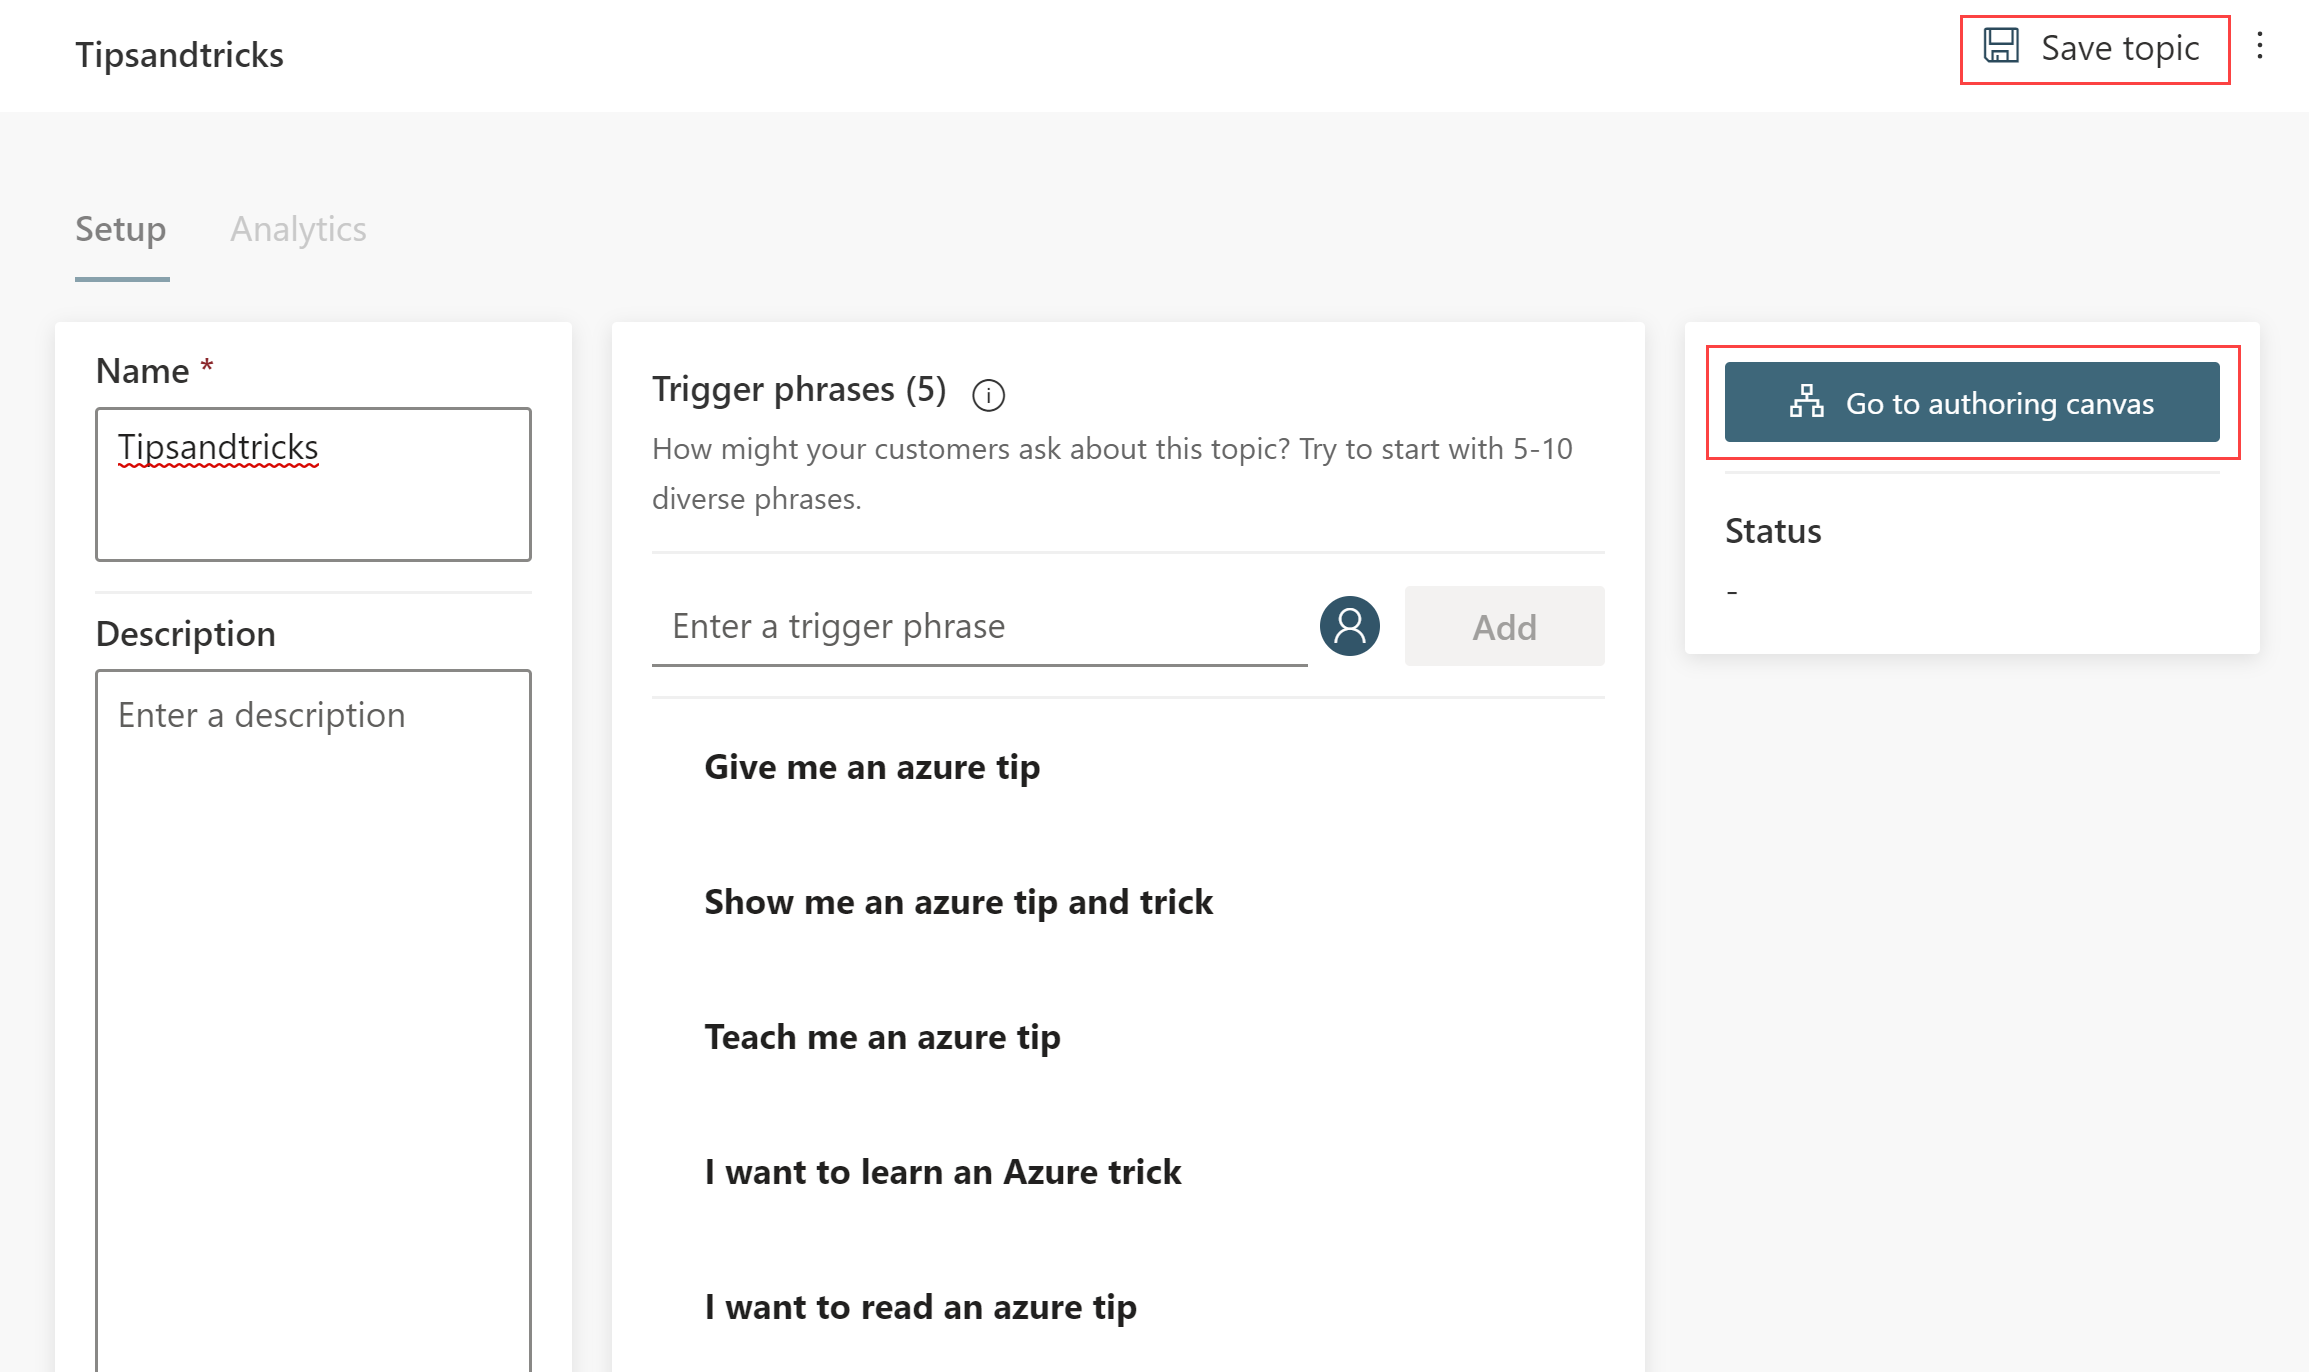 Tipsandtricks
Save topic
Setup
Analytics
Name *
Tipsandtricks
Description
Enter a description
Trigger phrases (5)
How might your customers ask about this topic? Try to start with 5-10
diverse phrases.
Enter a trigger phrase
Add
Give me an azure tip
Show me an azure tip and trick
Teach me an azure tip
I want to learn an Azure trick
I want to read an azure tip
Go to authoring canvas
Status
-